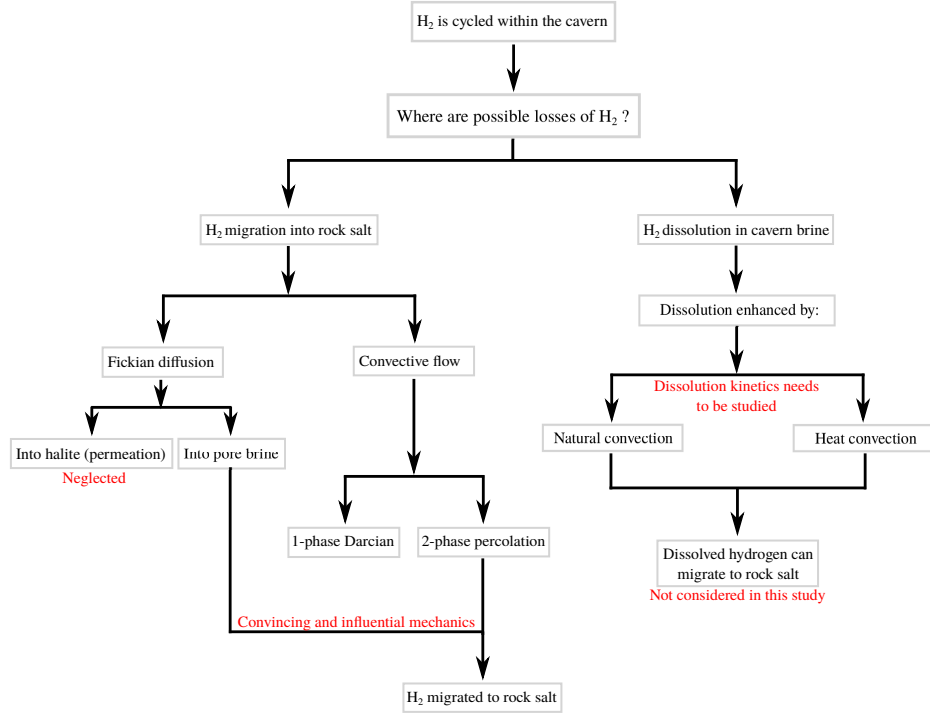 H₂ is cycled within the cavern
Where are possible losses of H₂ ?
H₂ migration into rock salt
H₂ dissolution in cavern brine
Dissolution enhanced by:
Fickian diffusion
Convective flow
Dissolution kinetics needs
to be studied
Into halite (permeation)
Into pore brine
Neglected
Natural convection
Heat convection
1-phase Darcian
2-phase percolation
Dissolved hydrogen can
migrate to rock salt
Not considered in this study
Convincing and influential mechanics
H₂ migrated to rock salt